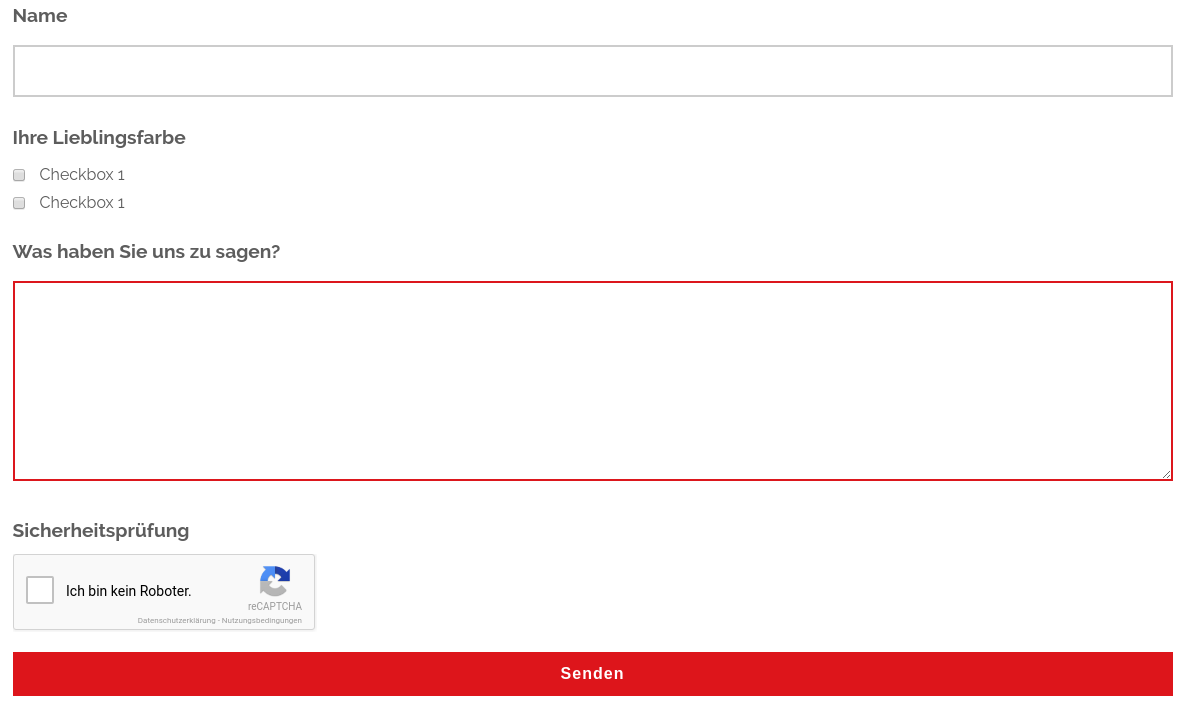 Name
Ihre Lieblingsfarbe
Checkbox 1
Checkbox 1
Was haben Sie uns zu sagen?
Sicherheitsprüfung
Ich bin kein Roboter.
reCAPTCHA
Datenschutzerklärung - Nutzungsbedingungen
Senden